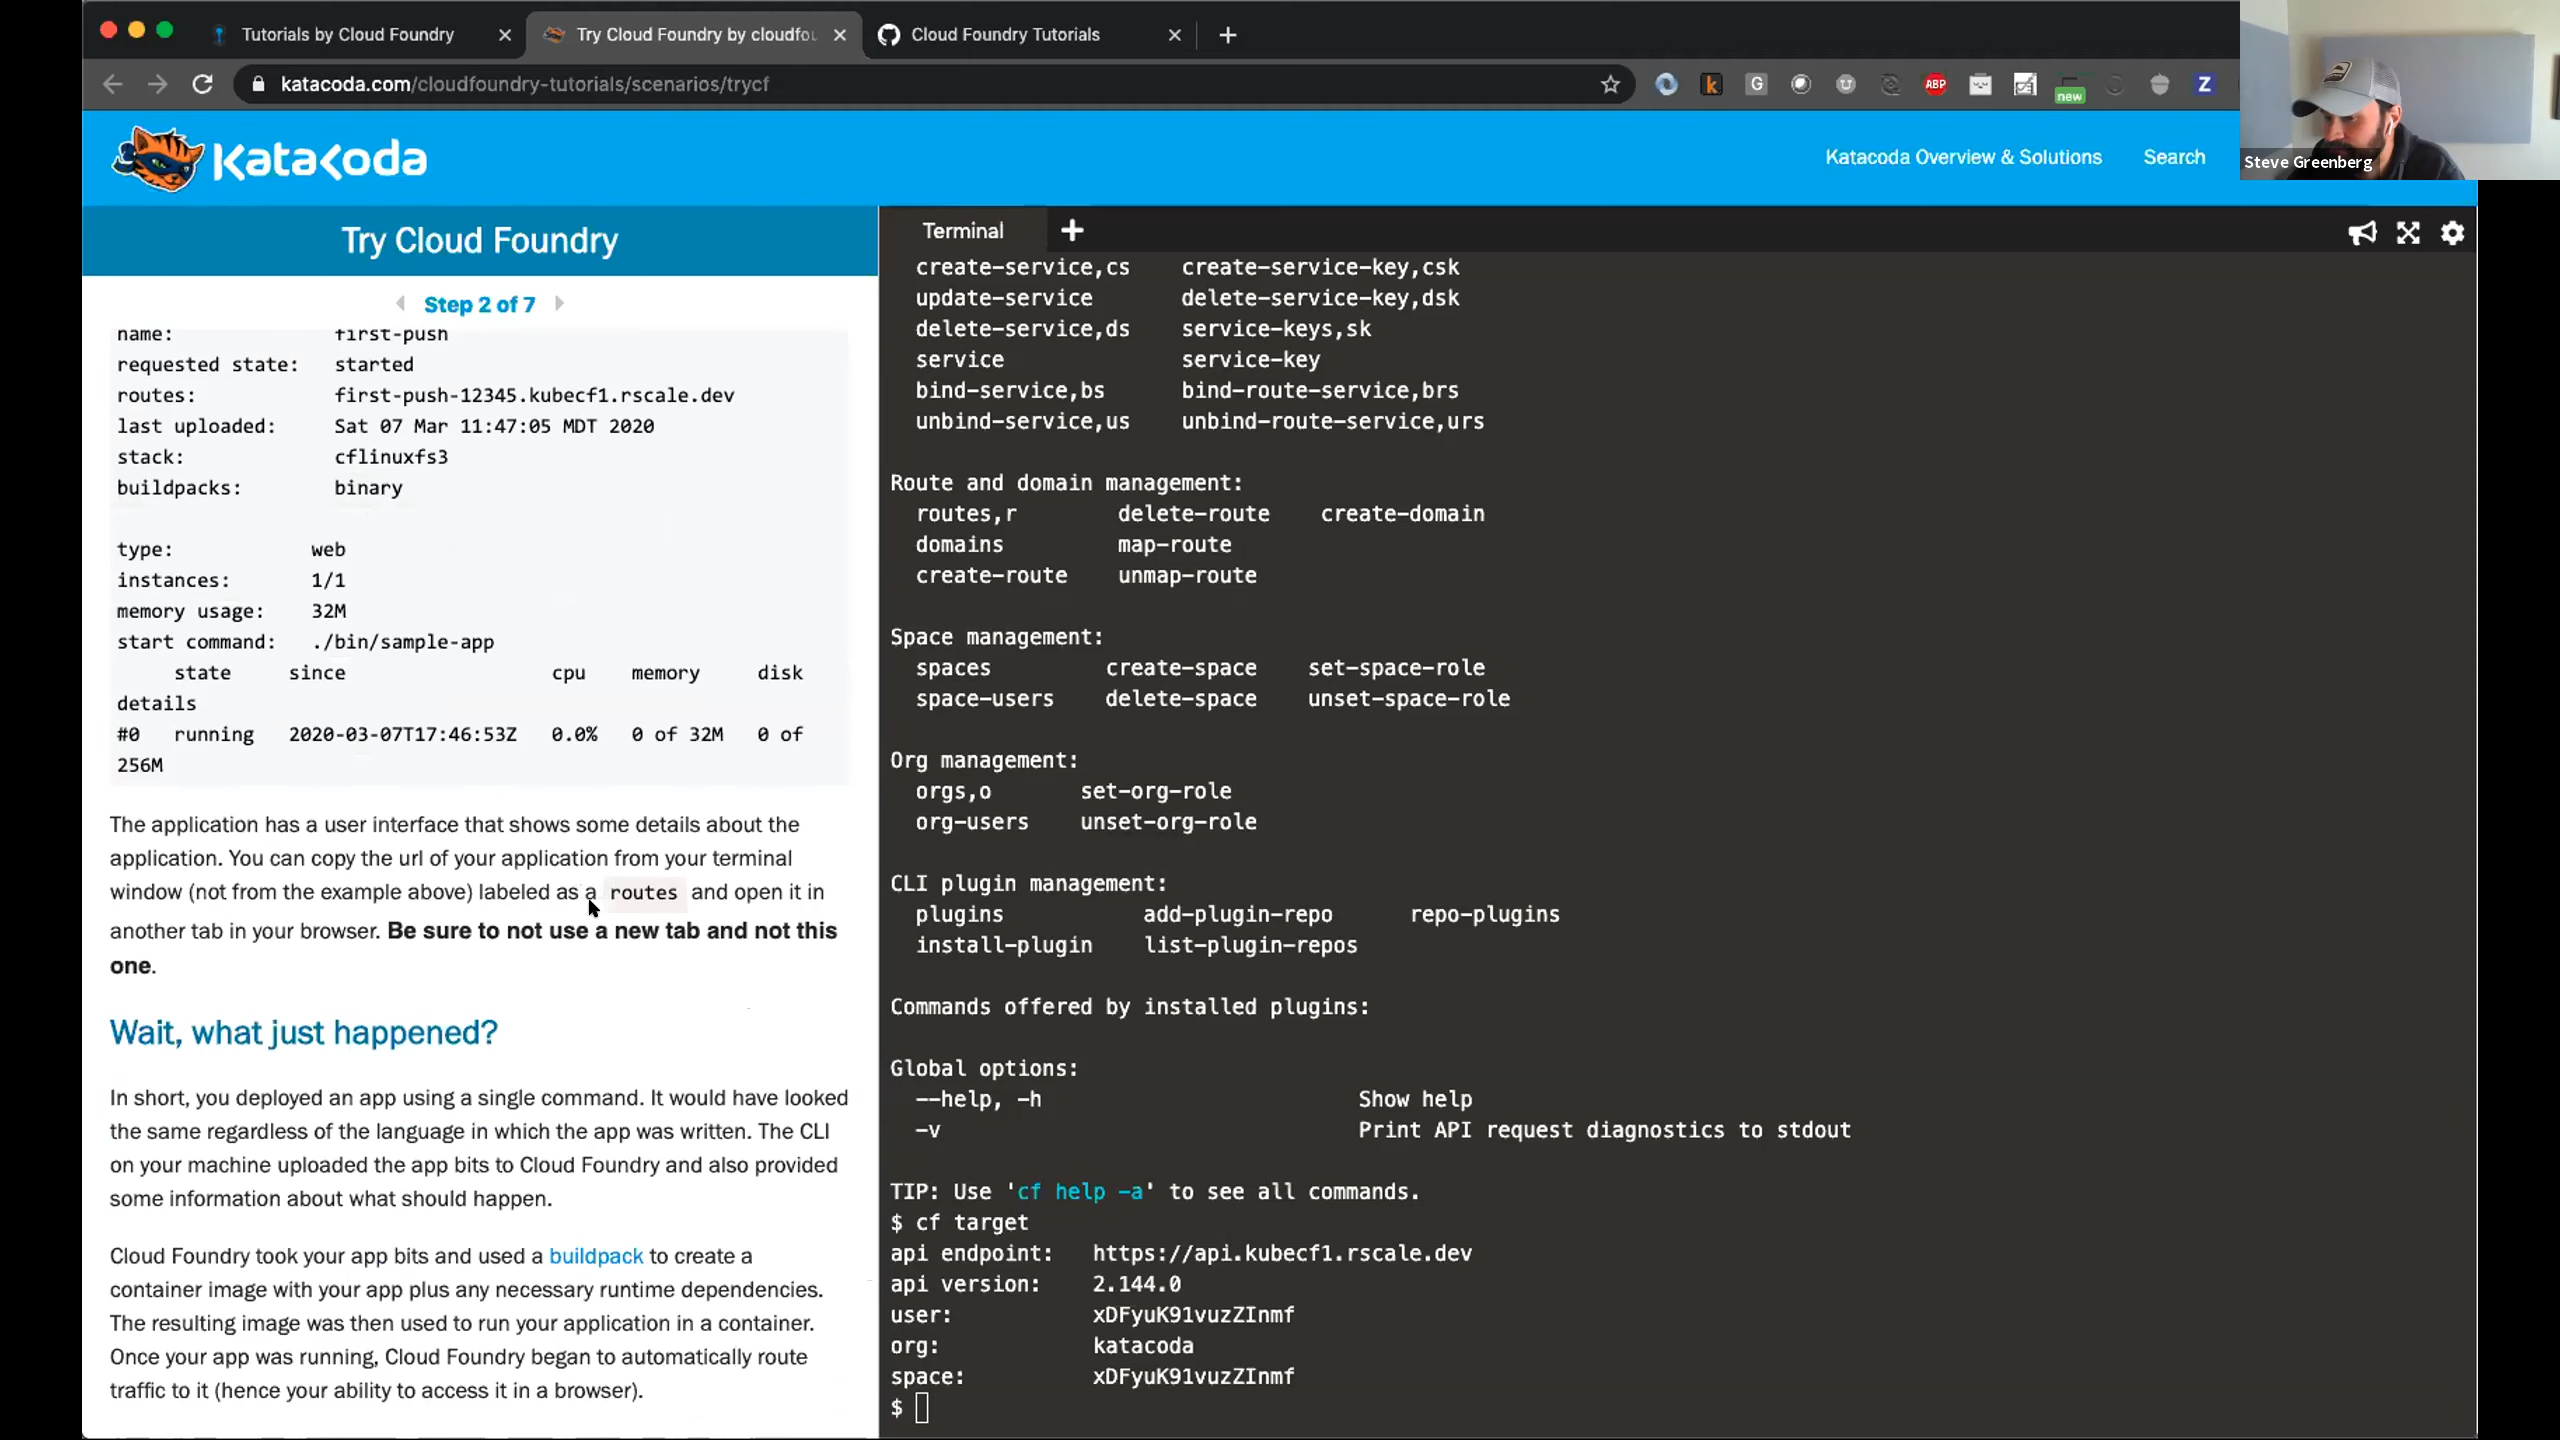 Tutorials by Cloud Foundry
Try Cloud Foundry by cloudfou
Cloud Foundry Tutorials
katacoda.com/cloudfoundry-tutorials/scenarios/trycf
ABP
new
Z
G
k
Katacoda
Katacoda Overview & Solutions
Search
Steve Greenberg
Try Cloud Foundry
Step 2 of 7
name: first-push
requested state: started
routes: first-push-12345.kubecf1.rscale.dev
last uploaded: Sat 07 Mar 11:47:05 MDT 2020
stack: cflinuxfs3
buildpacks: binary
type: web
instances: 1/1
memory usage: 32M
start command: ./bin/sample-app
state since cpu memory disk
details
#0 running 2020-03-07T17:46:53Z 0.0% 0 of 32M 0 of
256M
The application has a user interface that shows some details about the
application. You can copy the url of your application from your terminal
window (not from the example above) labeled as a routes and open it in
another tab in your browser. Be sure to not use a new tab and not this
one.
Wait, what just happened?
In short, you deployed an app using a single command. It would have looked
the same regardless of the language in which the app was written. The CLI
on your machine uploaded the app bits to Cloud Foundry and also provided
some information about what should happen.
Cloud Foundry took your app bits and used a buildpack to create a
container image with your app plus any necessary runtime dependencies.
The resulting image was then used to run your application in a container.
Once your app was running, Cloud Foundry began to automatically route
traffic to it (hence your ability to access it in a browser).
Terminal
create-service,cs create-service-key,csk
update-service delete-service-key,dsk
delete-service,ds service-keys,sk
service service-key
bind-service,bs bind-route-service,brs
unbind-service,us unbind-route-service,urs
Route and domain management:
routes,r delete-route create-domain
domains map-route
create-route unmap-route
Space management:
spaces create-space set-space-role
space-users delete-space unset-space-role
Org management:
orgs,o set-org-role
org-users unset-org-role
CLI plugin management:
plugins add-plugin-repo repo-plugins
install-plugin list-plugin-repos
Commands offered by installed plugins:
Global options:
--help, -h Show help
-v Print API request diagnostics to stdout
TIP: Use 'cf help -a' to see all commands.
$ cf target
api endpoint: https://api.kubecf1.rscale.dev
api version: 2.144.0
user: xDFyuK91vuzZInmf
org: katacoda
space: xDFyuK91vuzZInmf
$